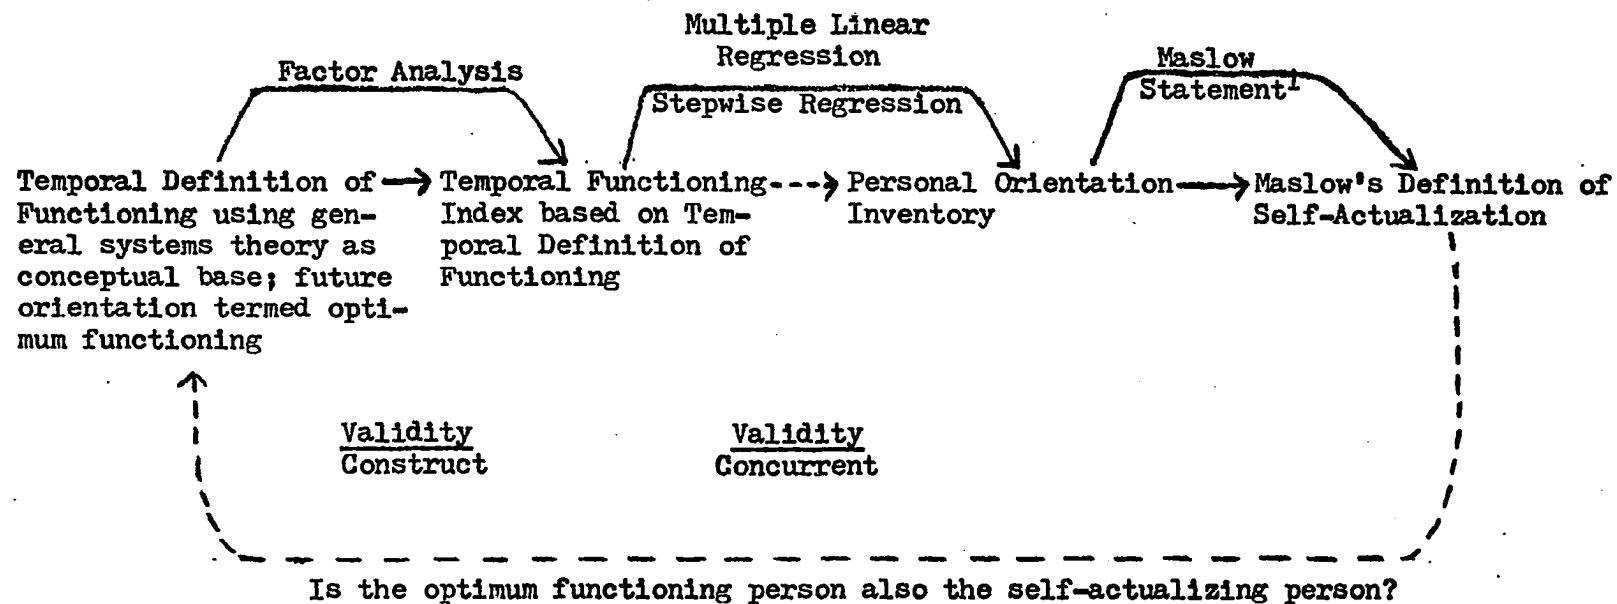 Multiple Linear
Regression
Factor Analysis
Stepwise Regression
Maslow
Statement1
Temporal Definition of
Functioning using gen-
eral systems theory as
conceptual base; future
orientation termed opti-
mum functioning
Temporal Functioning
Index based on Tem-
poral Definition of
Functioning
Personal Orientation
Inventory
Maslow's Definition of
Self-Actualization
Validity
Construct
Validity
Concurrent
Is the optimum functioning person also the self-actualizing person?